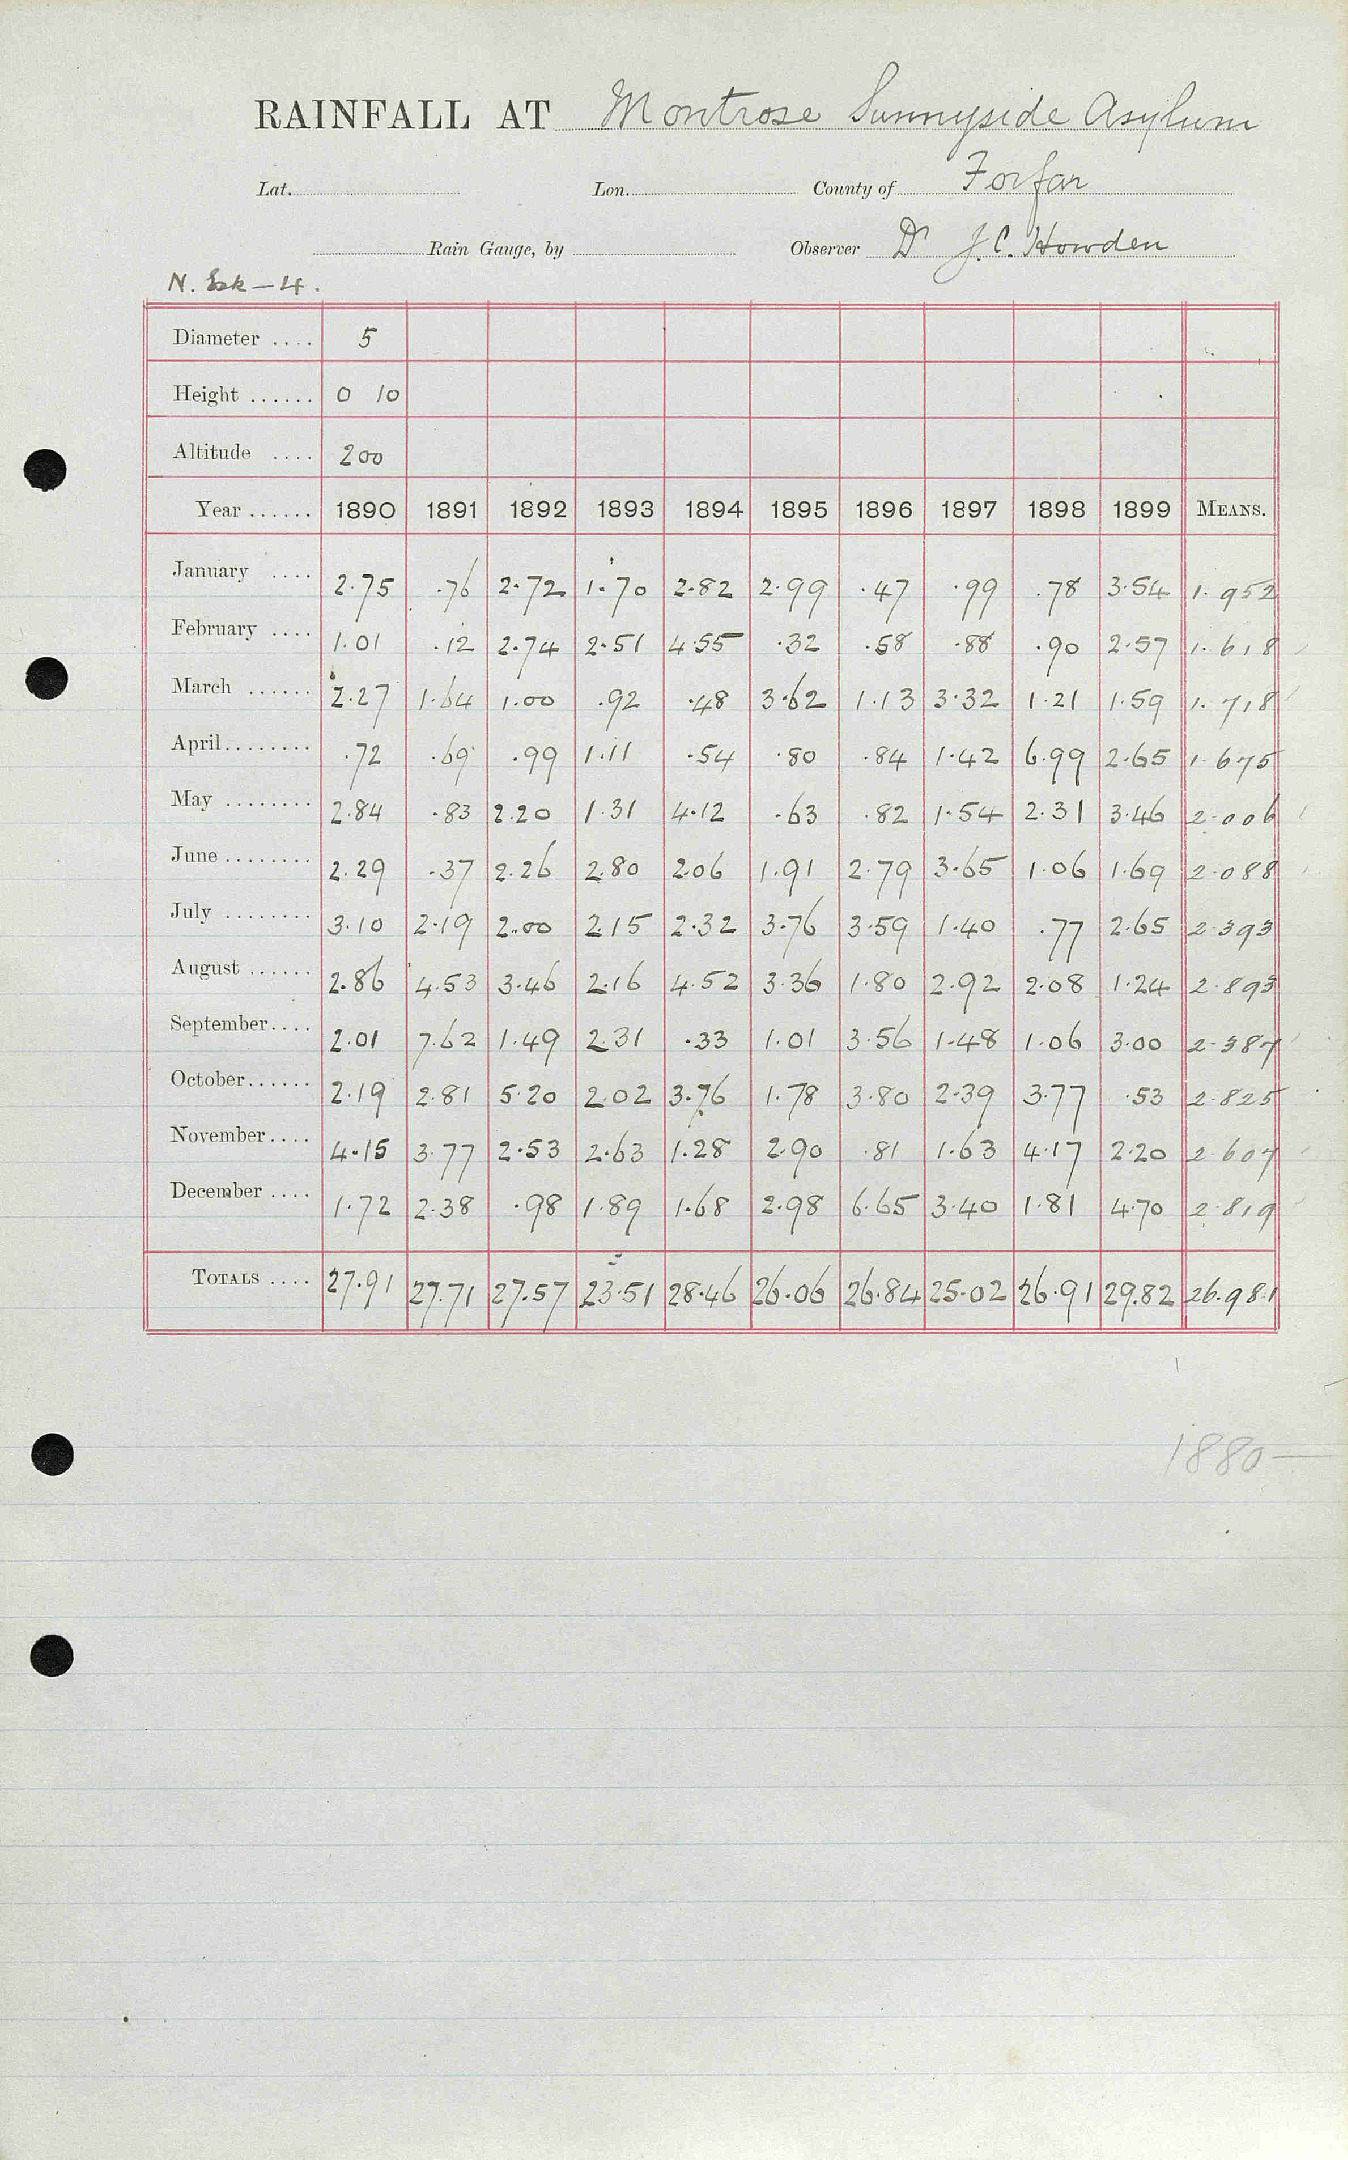 RAINFALL AT Montrose Sunnyside Asylum
Lat. Lon. County of Forfar
Rain Gauge, by Observer Dr J.C. Howden
N. Esk - 4.
Diameter .... 5
Height ...... 0 10
Altitude .... 200
Year ...... 1890 1891 1892 1893 1894 1895 1896 1897 1898 1899 MEANS.
January .... 2.75 .76 2.72 1.70 2.82 2.99 .47 .99 .78 3.54 1.952
February .... 1.01 .12 2.74 2.51 4.55 .32 .58 .88 .90 2.57 1.618
March ...... 2.27 1.64 1.00 .92 .48 3.62 1.13 3.32 1.21 1.59 1.718
April........ .72 .69 .99 1.11 .54 .80 .84 1.42 6.99 2.65 1.675
May ........ 2.84 .83 2.20 1.31 4.12 .63 .82 1.54 2.31 3.46 2.006
June ........ 2.29 .37 2.26 2.80 2.06 1.91 2.79 3.65 1.06 1.69 2.088
July ........ 3.10 2.19 2.00 2.15 2.32 3.76 3.59 1.40 .77 2.65 2.393
August ...... 2.86 4.53 3.46 2.16 4.52 3.36 1.80 2.92 2.08 1.24 2.893
September.... 2.01 7.62 1.49 2.31 .33 1.01 3.56 1.48 1.06 3.00 2.387
October...... 2.19 2.81 5.20 2.02 3.76 1.78 3.80 2.39 3.77 .53 2.825
November.... 4.15 3.77 2.53 2.63 1.28 2.90 .81 1.63 4.17 2.20 2.607
December .... 1.72 2.38 .98 1.89 1.68 2.98 6.65 3.40 1.81 4.70 2.819
TOTALS .... 27.91 27.71 27.57 23.51 28.46 26.06 26.84 25.02 26.91 29.82 26.981
1880—